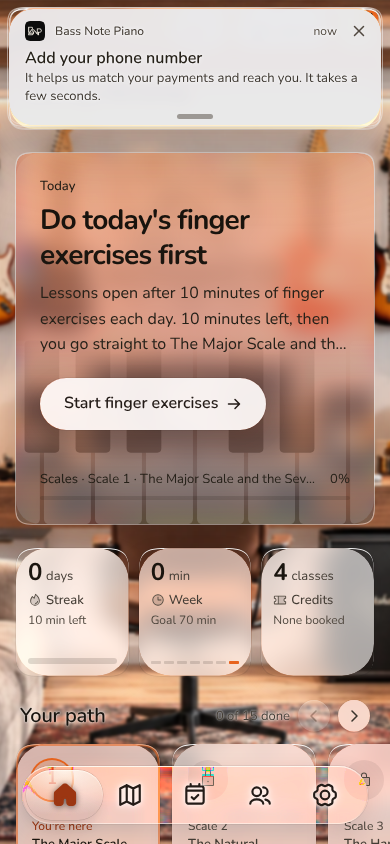 Bass Note Piano
now
Add your phone number
It helps us match your payments and reach you. It takes a
few seconds.
Today
Do today's finger
exercises first
Lessons open after 10 minutes of finger
exercises each day. 10 minutes left, then
you go straight to The Major Scale and th...
Start finger exercises →
Scales · Scale 1 · The Major Scale and the Sev... 0%
0 days
Streak
10 min left
0 min
Week
Goal 70 min
4 classes
Credits
None booked
Your path
0 of 15 done
You're here
The Major Scale
Scale 2
The Natural
Scale 3